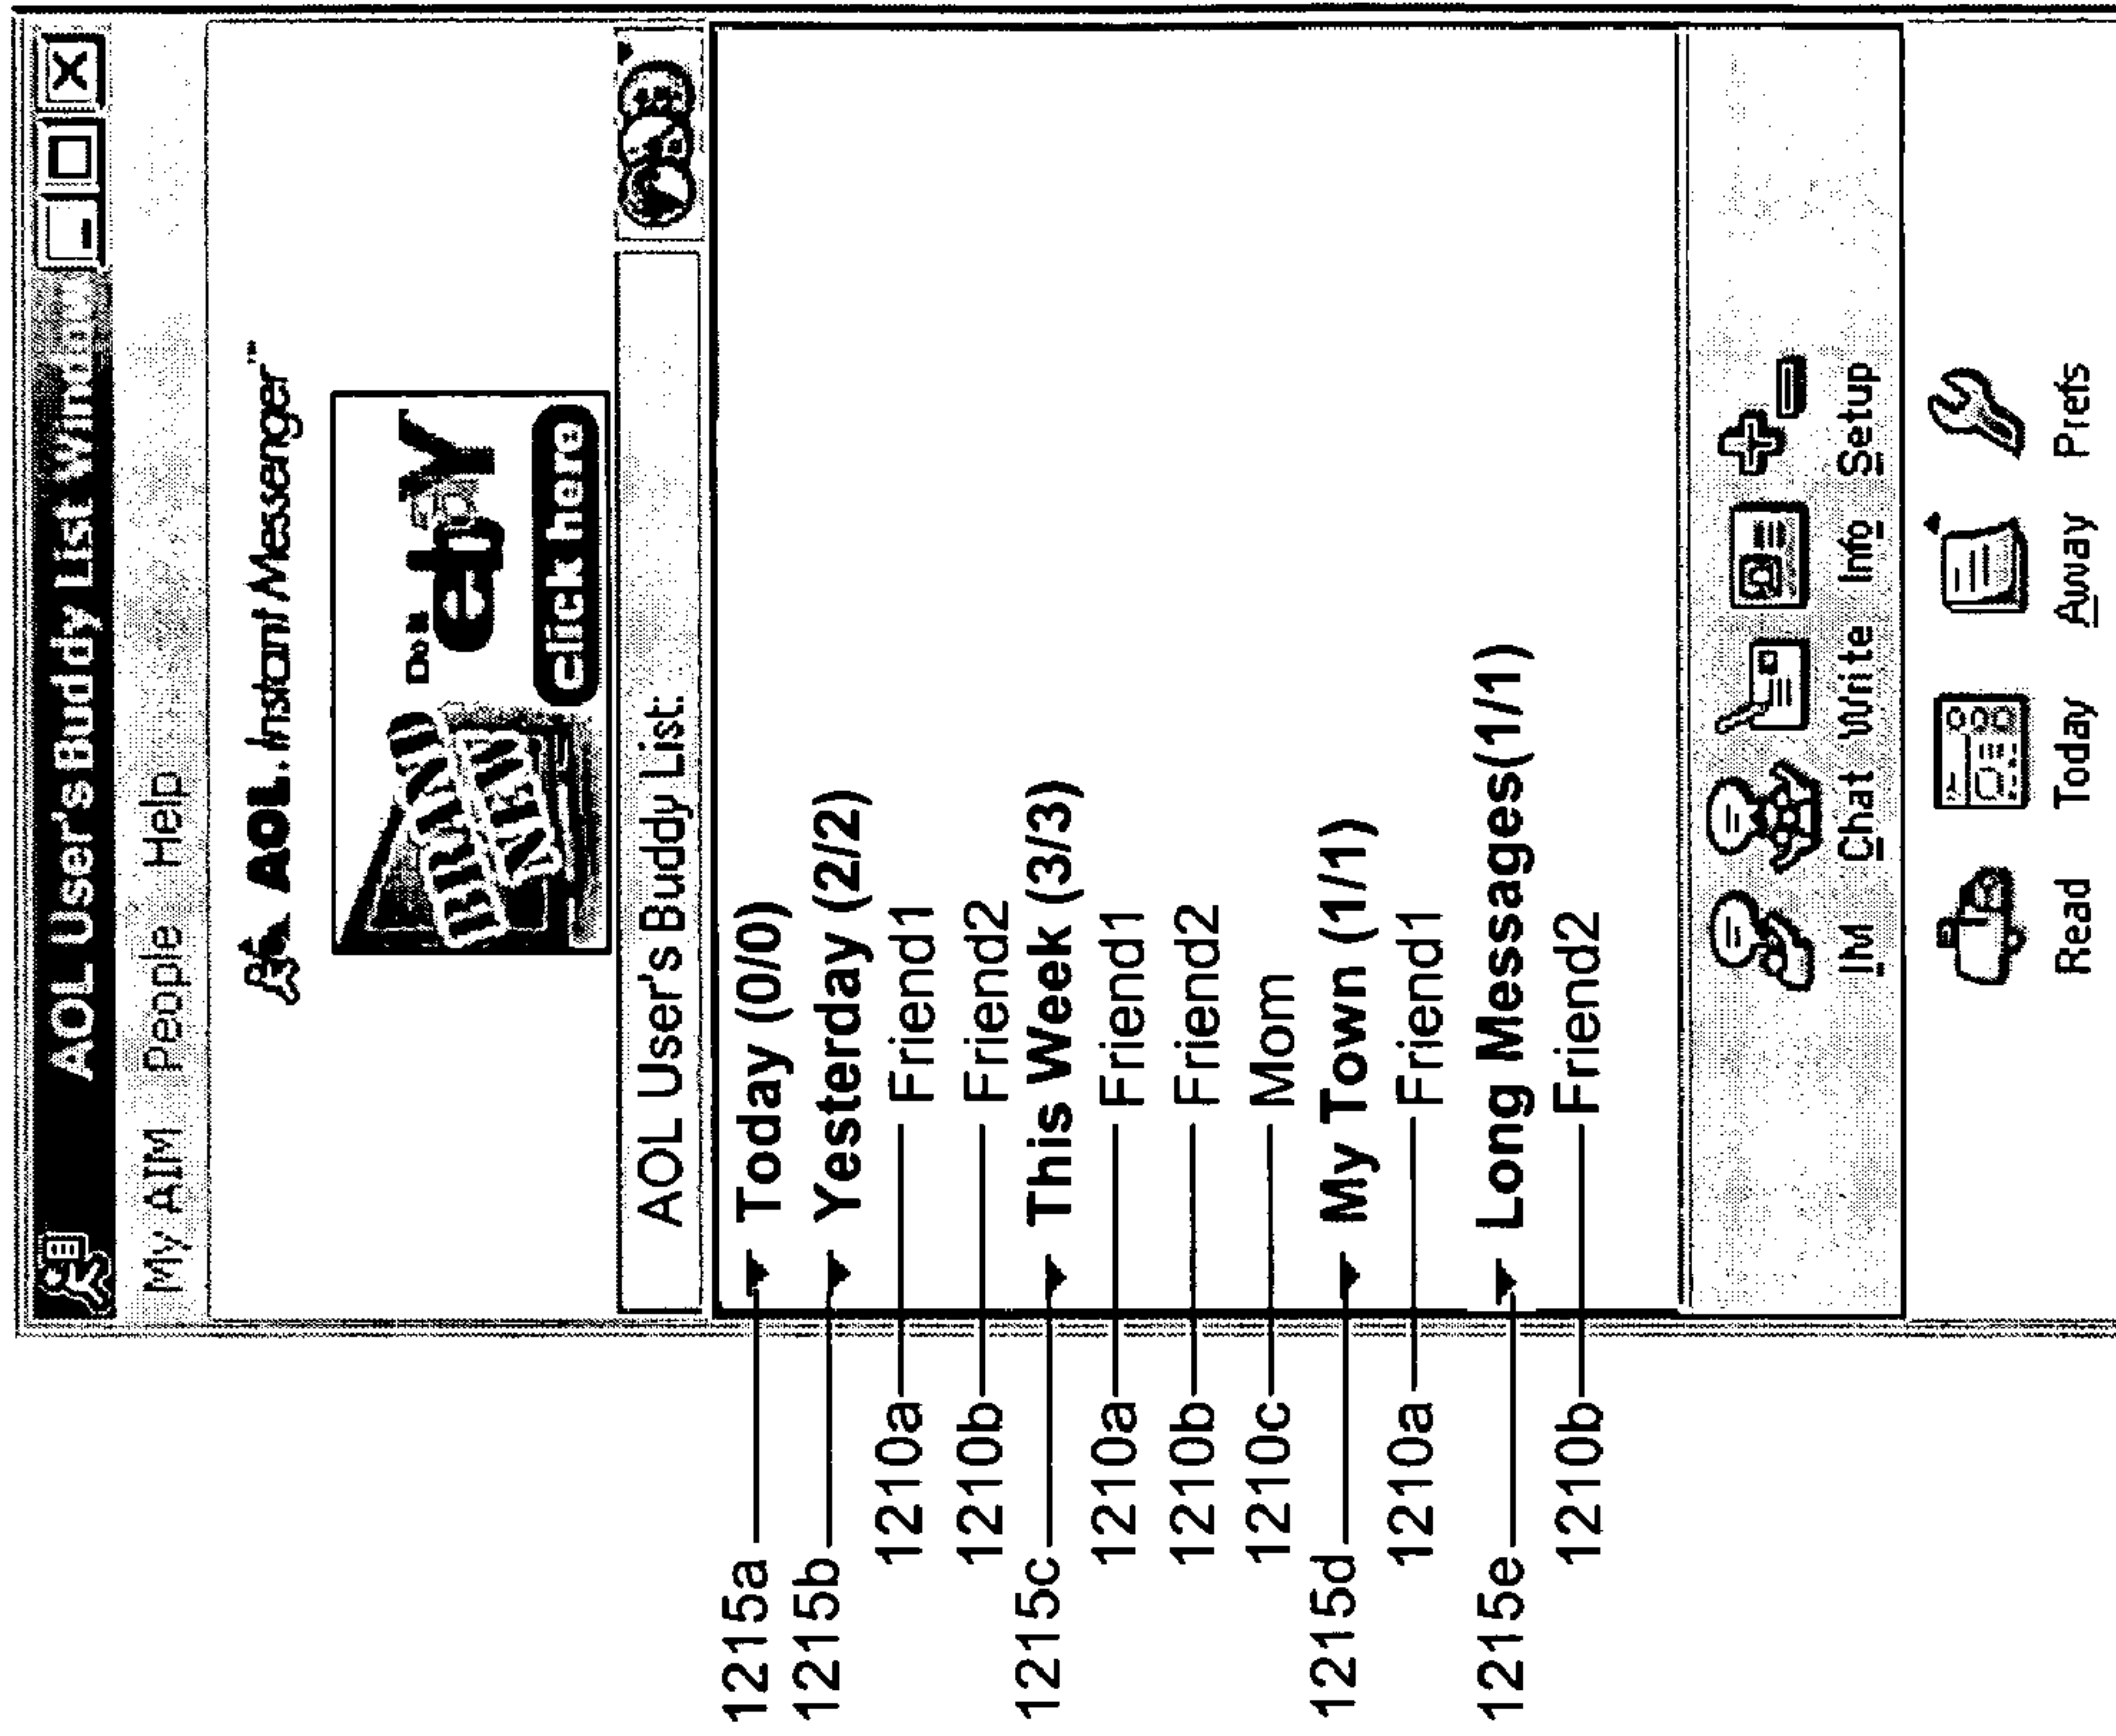 AOL User's Buddy List Window
My AIM People Help
AOL Instant Messenger™
BRAND NEW
Do it
ebY
click here
AOL User's Buddy List:
1215a Today (0/0)
1215b Yesterday (2/2)
1210a Friend1
1210b Friend2
1215c This Week (3/3)
1210a Friend1
1210b Friend2
1210c Mom
1215d My Town (1/1)
1210a Friend1
1215e Long Messages(1/1)
1210b Friend2
IM Chat Write Info Setup
Read Today Away Prefs